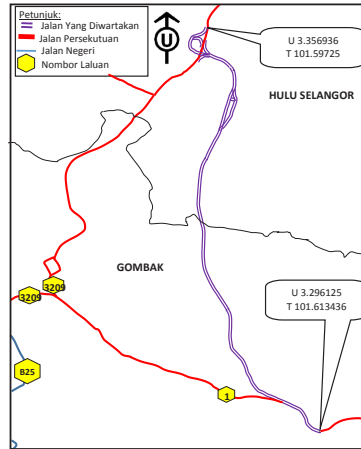 Petunjuk:
Jalan Yang Diwartakan
Jalan Persekutuan
Jalan Negeri
Nombor Laluan
U
U 3.356936
T 101.59725
HULU SELANGOR
GOMBAK
3209
3209
U 3.296125
T 101.613436
B25
1